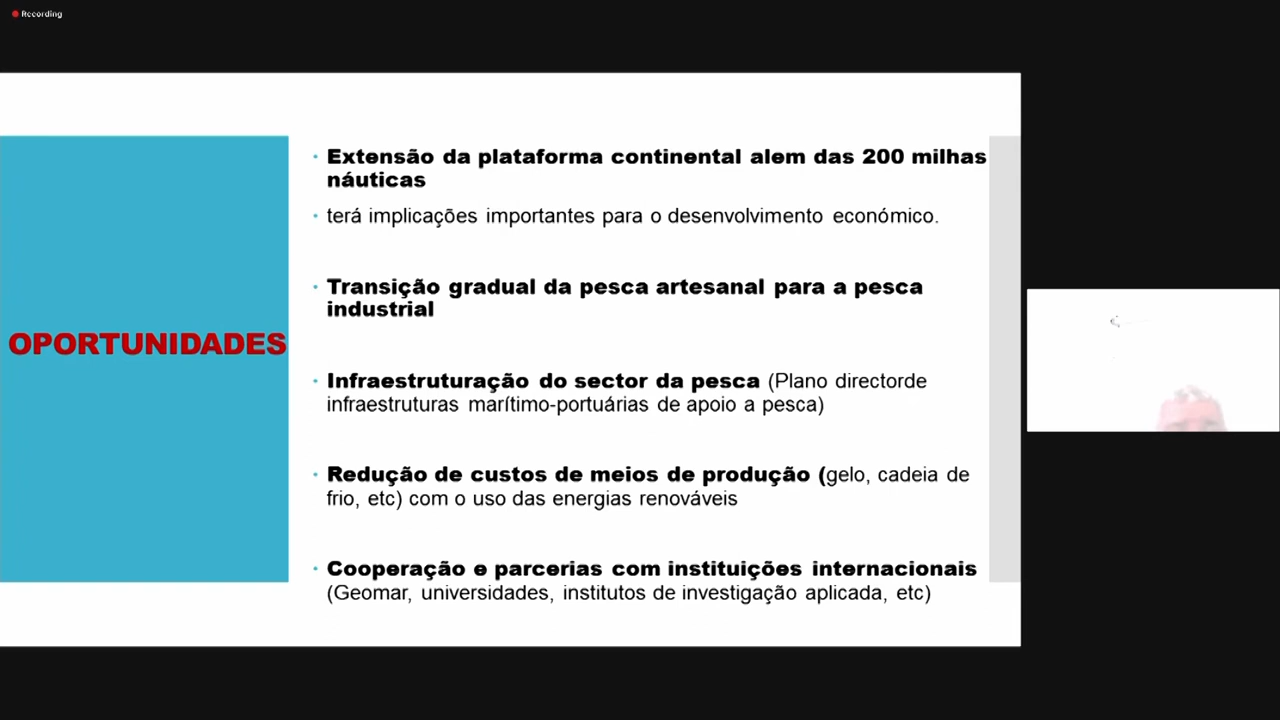 Recording
Extensão da plataforma continental alem das 200 milhas
náuticas
terá implicações importantes para o desenvolvimento económico.
Transição gradual da pesca artesanal para a pesca
industrial
OPORTUNIDADES
Infraestruturação do sector da pesca (Plano directorde
infraestruturas marítimo-portuárias de apoio a pesca)
Redução de custos de meios de produção (gelo, cadeia de
frio, etc) com o uso das energias renováveis
Cooperação e parcerias com instituições internacionais
(Geomar, universidades, institutos de investigação aplicada, etc)